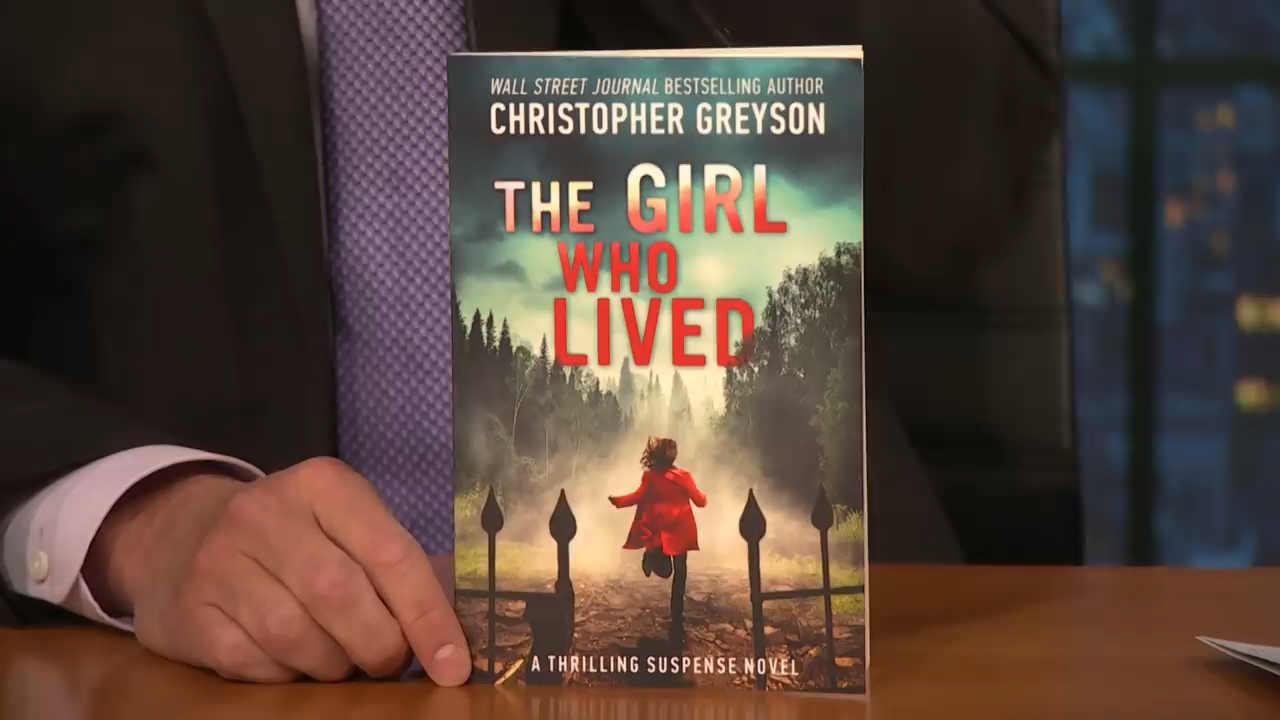 WALL STREET JOURNAL BESTSELLING AUTHOR
CHRISTOPHER GREYSON
THE GIRL
WHO
LIVED
A THRILLING SUSPENSE NOVEL